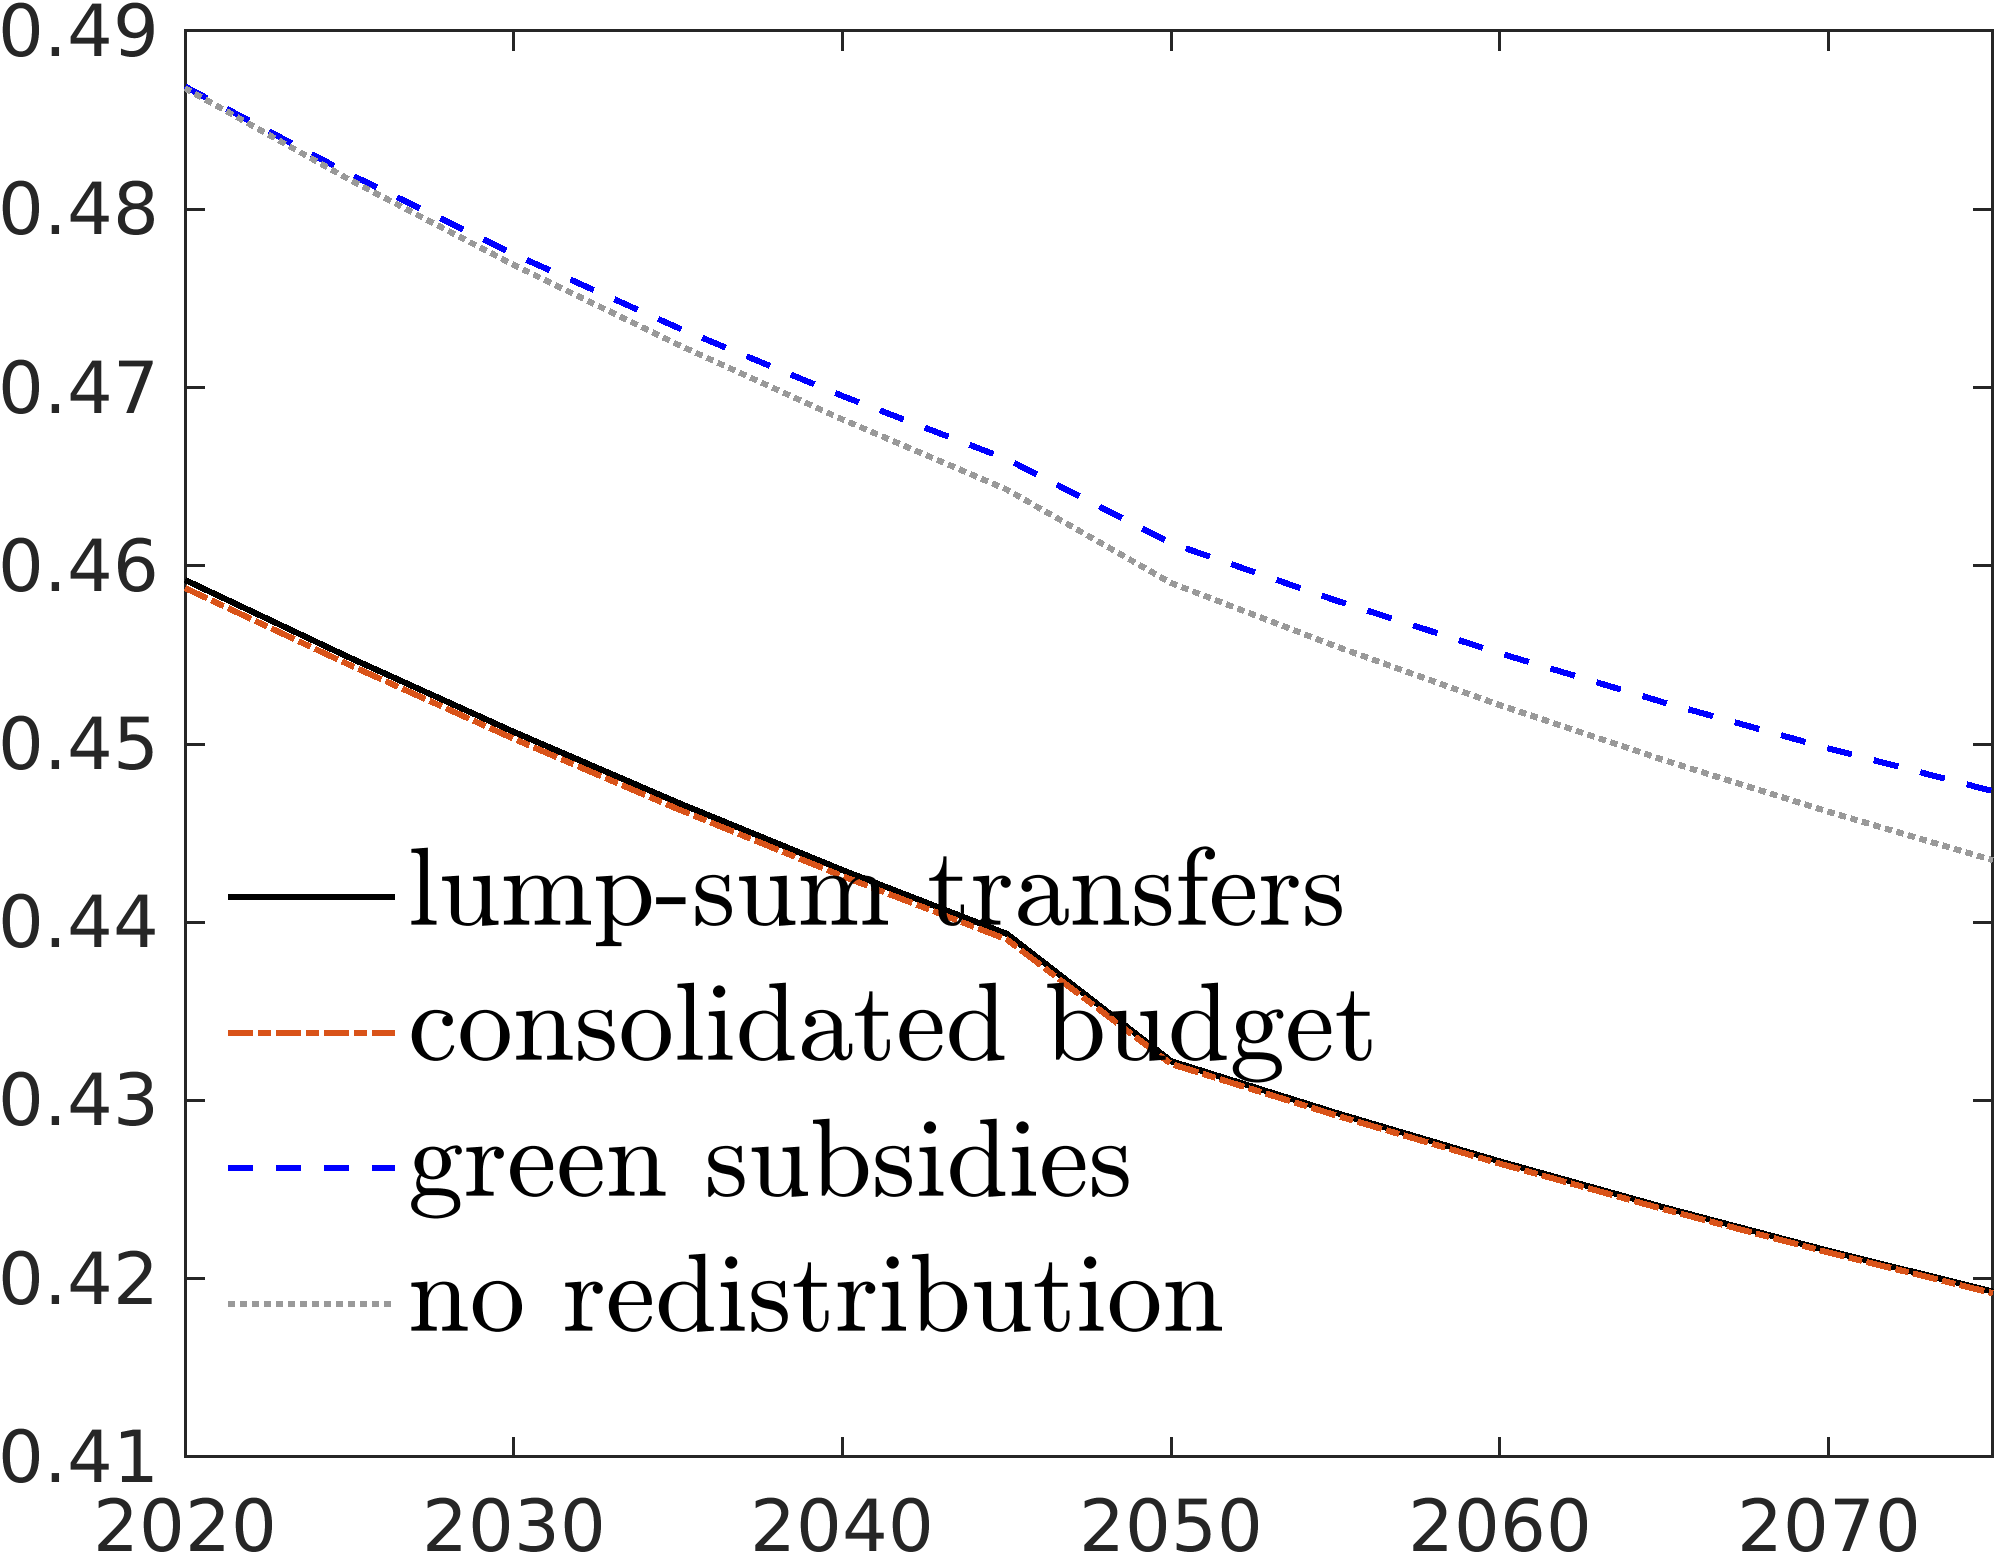 0.49
0.48
0.47
0.46
0.45
0.44
0.43
0.42
0.41
lump-sum transfers
consolidated budget
green subsidies
no redistribution
2020 2030 2040 2050 2060 2070